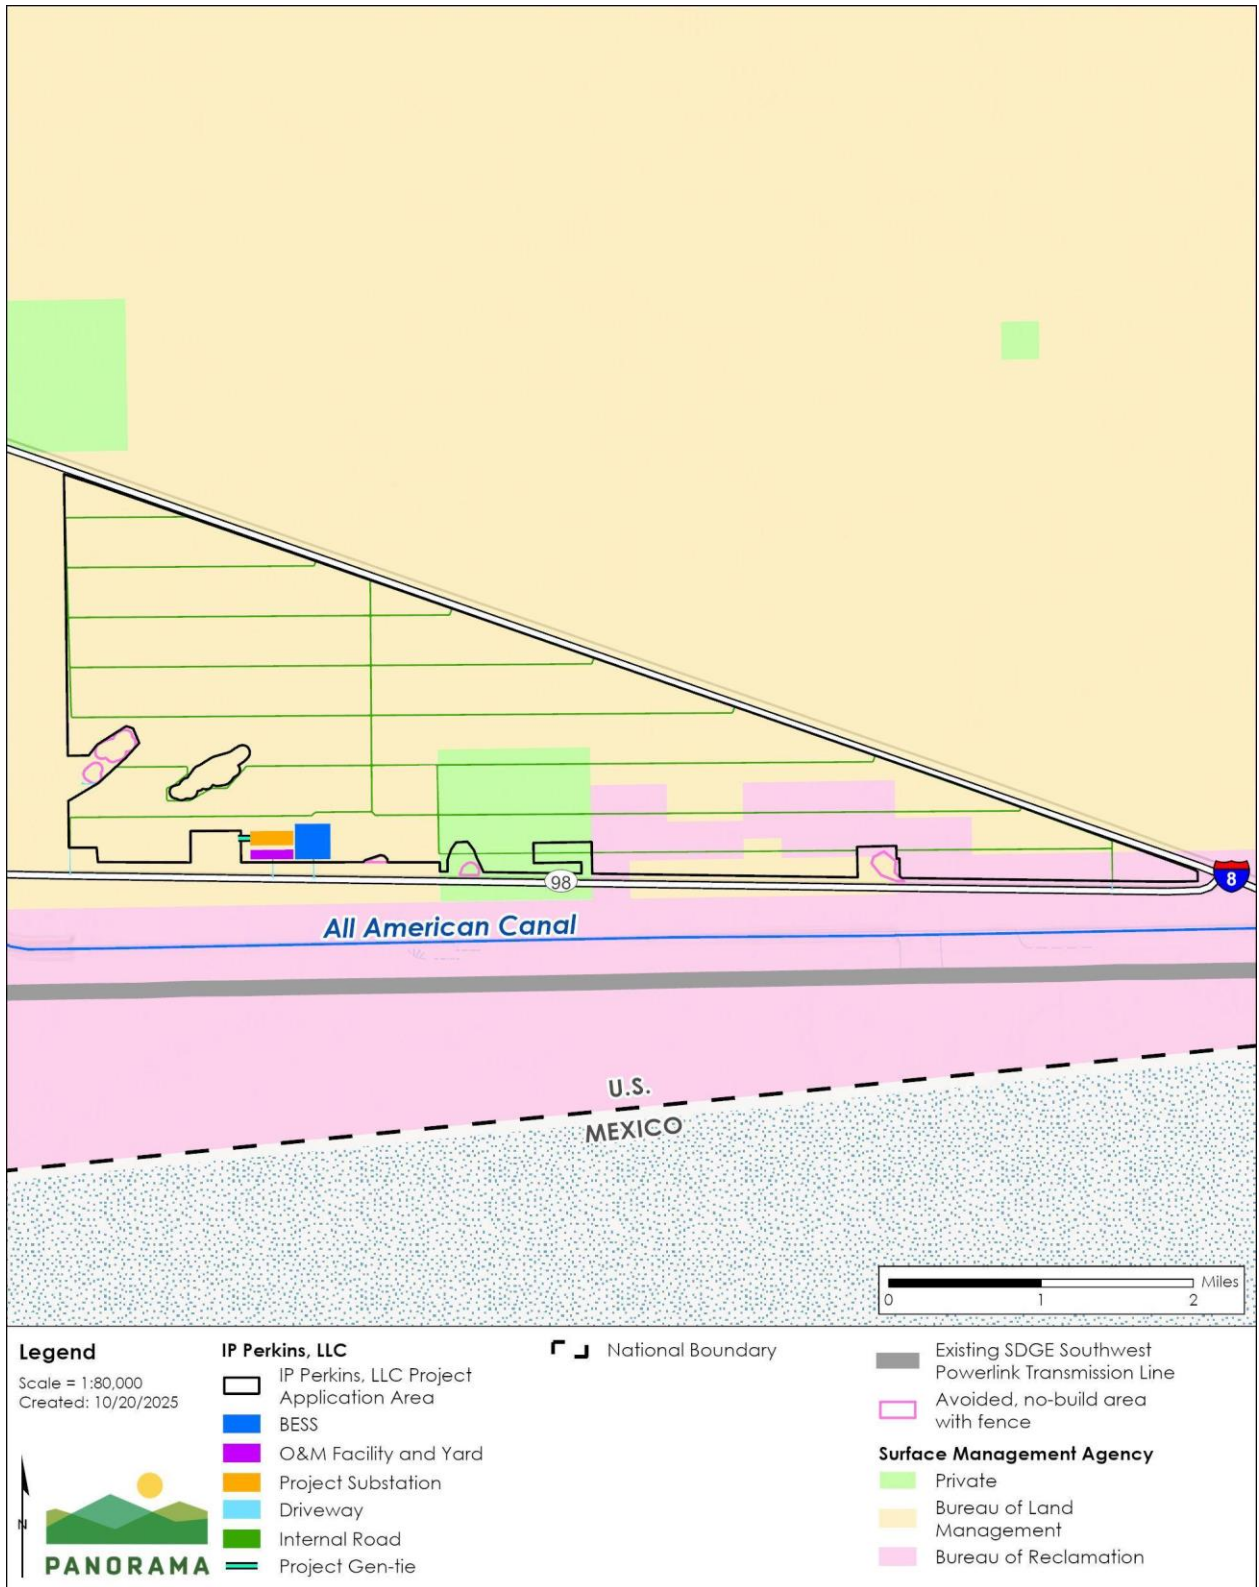 98
8
All American Canal
U.S.
MEXICO
Miles
0 1 2
Legend
Scale = 1:80,000
Created: 10/20/2025
N
PANORAMA
IP Perkins, LLC
IP Perkins, LLC Project
Application Area
BESS
O&M Facility and Yard
Project Substation
Driveway
Internal Road
Project Gen-tie
National Boundary
Existing SDGE Southwest
Powerlink Transmission Line
Avoided, no-build area
with fence
Surface Management Agency
Private
Bureau of Land
Management
Bureau of Reclamation